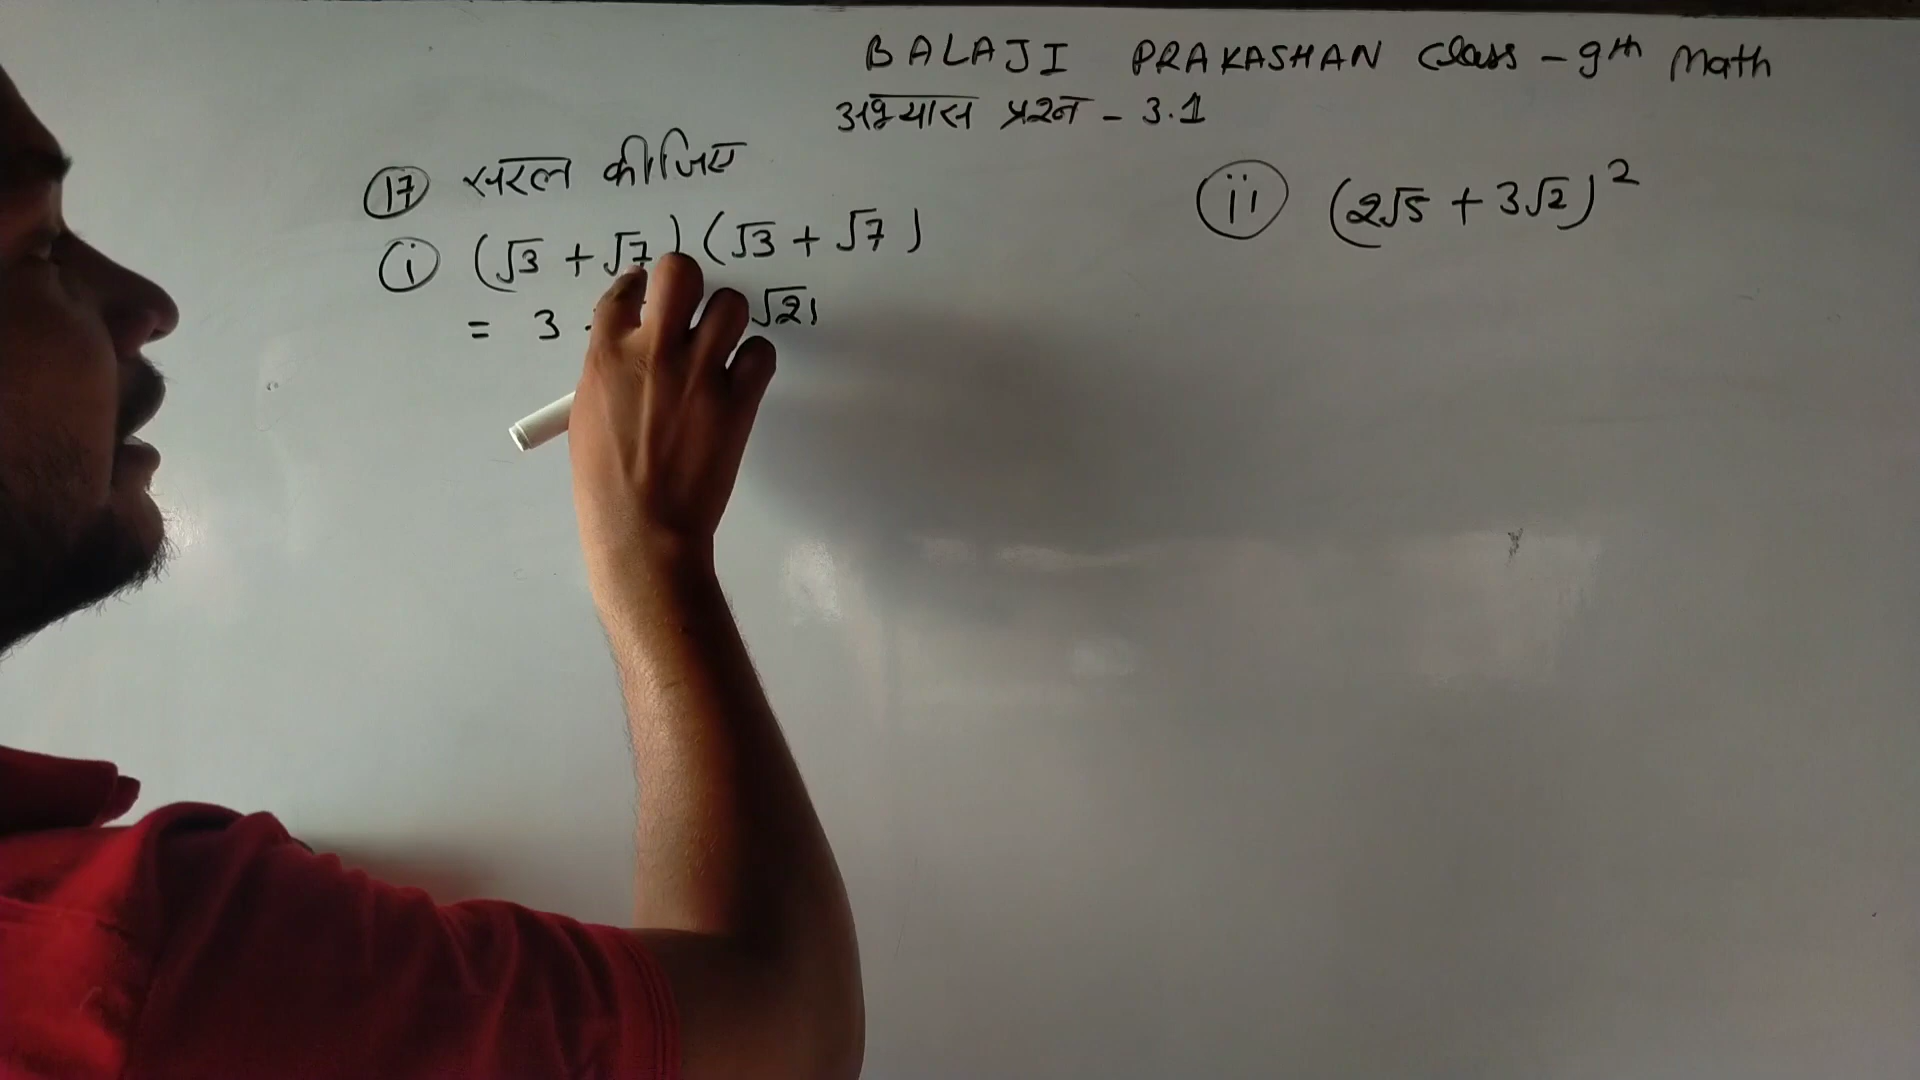 BALAJI PRAKASHAN Class - 9th Math
अभ्यास प्रश्न - 3.1
17 सरल कीजिए
i (√3 + √7) (√3 + √7)
= 3 √21
ii (2√5 + 3√2)²